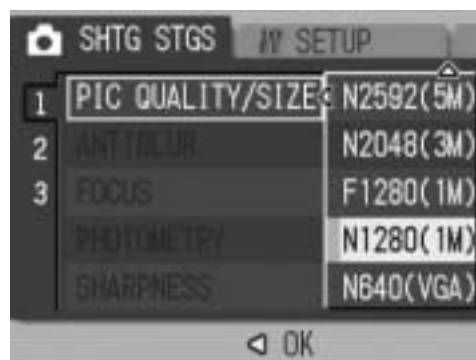 SHTG STGS SETUP
1 PIC QUALITY/SIZE N2592(5M)
2 ANTIBLUR N2048(3M)
3 FOCUS F1280(1M)
PHOTOMETRY N1280(1M)
SHARPNESS N640(VGA)
OK